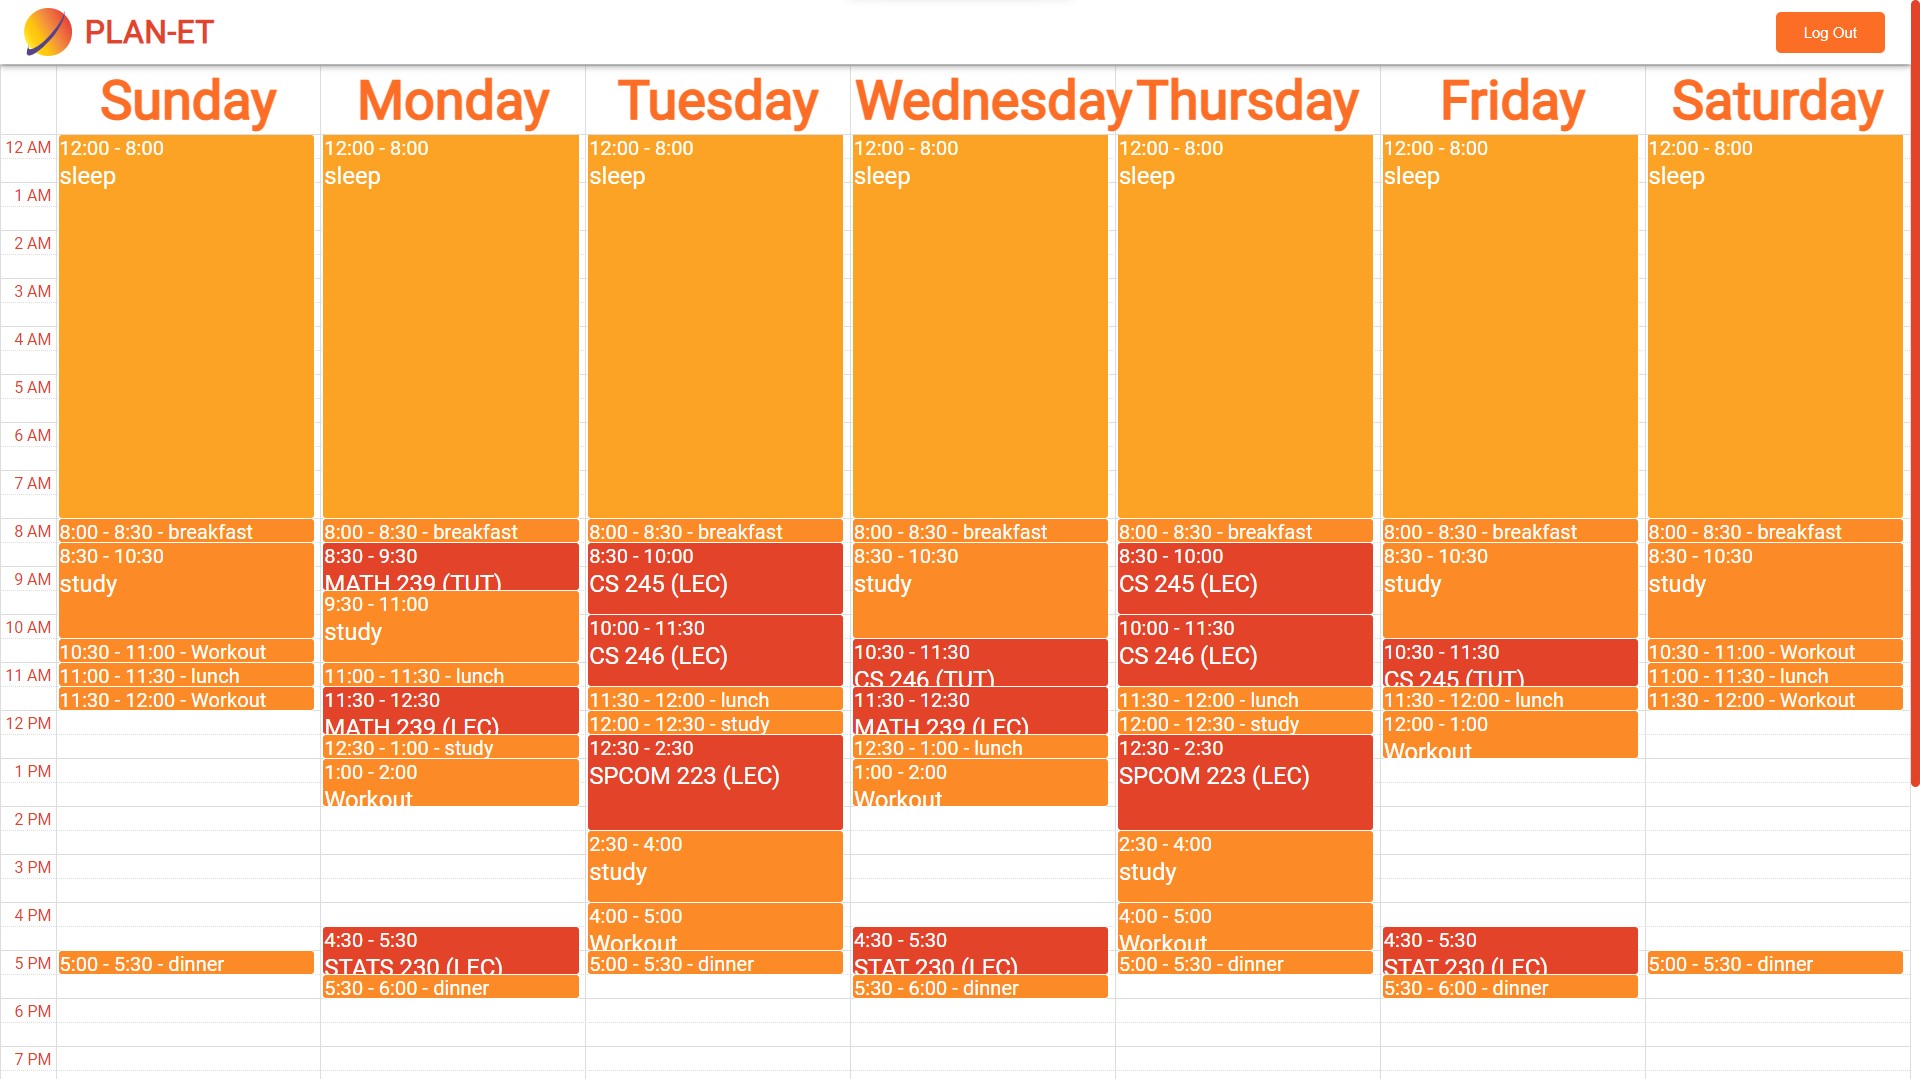 PLAN-ET
Log Out
Sunday Monday Tuesday Wednesday Thursday Friday Saturday
12 AM
1 AM
2 AM
3 AM
4 AM
5 AM
6 AM
7 AM
8 AM
9 AM
10 AM
11 AM
12 PM
1 PM
2 PM
3 PM
4 PM
5 PM
6 PM
7 PM
12:00 - 8:00
sleep
8:00 - 8:30 - breakfast
8:30 - 10:30
study
10:30 - 11:00 - Workout
11:00 - 11:30 - lunch
11:30 - 12:00 - Workout
5:00 - 5:30 - dinner
12:00 - 8:00
sleep
8:00 - 8:30 - breakfast
8:30 - 9:30
MATH 239 (TUT)
9:30 - 11:00
study
11:00 - 11:30 - lunch
11:30 - 12:30
MATH 239 (LEC)
12:30 - 1:00 - study
1:00 - 2:00
Workout
4:30 - 5:30
STATS 230 (LEC)
5:30 - 6:00 - dinner
12:00 - 8:00
sleep
8:00 - 8:30 - breakfast
8:30 - 10:00
CS 245 (LEC)
10:00 - 11:30
CS 246 (LEC)
11:30 - 12:00 - lunch
12:00 - 12:30 - study
12:30 - 2:30
SPCOM 223 (LEC)
2:30 - 4:00
study
4:00 - 5:00
Workout
5:00 - 5:30 - dinner
12:00 - 8:00
sleep
8:00 - 8:30 - breakfast
8:30 - 10:30
study
10:30 - 11:30
CS 246 (TUT)
11:30 - 12:30
MATH 239 (LEC)
12:30 - 1:00 - lunch
1:00 - 2:00
Workout
4:30 - 5:30
STAT 230 (LEC)
5:30 - 6:00 - dinner
12:00 - 8:00
sleep
8:00 - 8:30 - breakfast
8:30 - 10:00
CS 245 (LEC)
10:00 - 11:30
CS 246 (LEC)
11:30 - 12:00 - lunch
12:00 - 12:30 - study
12:30 - 2:30
SPCOM 223 (LEC)
2:30 - 4:00
study
4:00 - 5:00
Workout
5:00 - 5:30 - dinner
12:00 - 8:00
sleep
8:00 - 8:30 - breakfast
8:30 - 10:30
study
10:30 - 11:30
CS 245 (TUT)
11:30 - 12:00 - lunch
12:00 - 1:00
Workout
4:30 - 5:30
STAT 230 (LEC)
5:30 - 6:00 - dinner
12:00 - 8:00
sleep
8:00 - 8:30 - breakfast
8:30 - 10:30
study
10:30 - 11:00 - Workout
11:00 - 11:30 - lunch
11:30 - 12:00 - Workout
5:00 - 5:30 - dinner